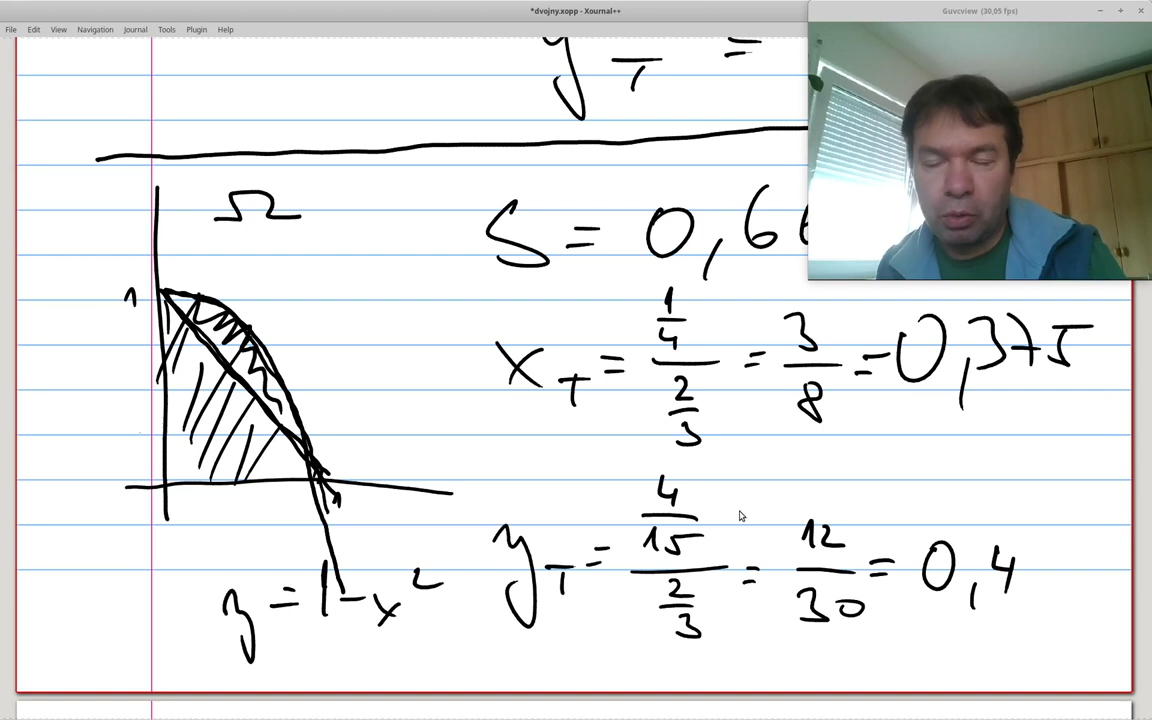 *dvojny.xopp - Xournal++
Guvcview (30,05 fps)
File Edit View Navigation Journal Tools Plugin Help
y_T =
Ω
S = 0,66
1
x_T = (1/4)/(2/3) = 3/8 = 0,375
y_T = (4/15)/(2/3) = 12/30 = 0,4
y = 1-x²
1